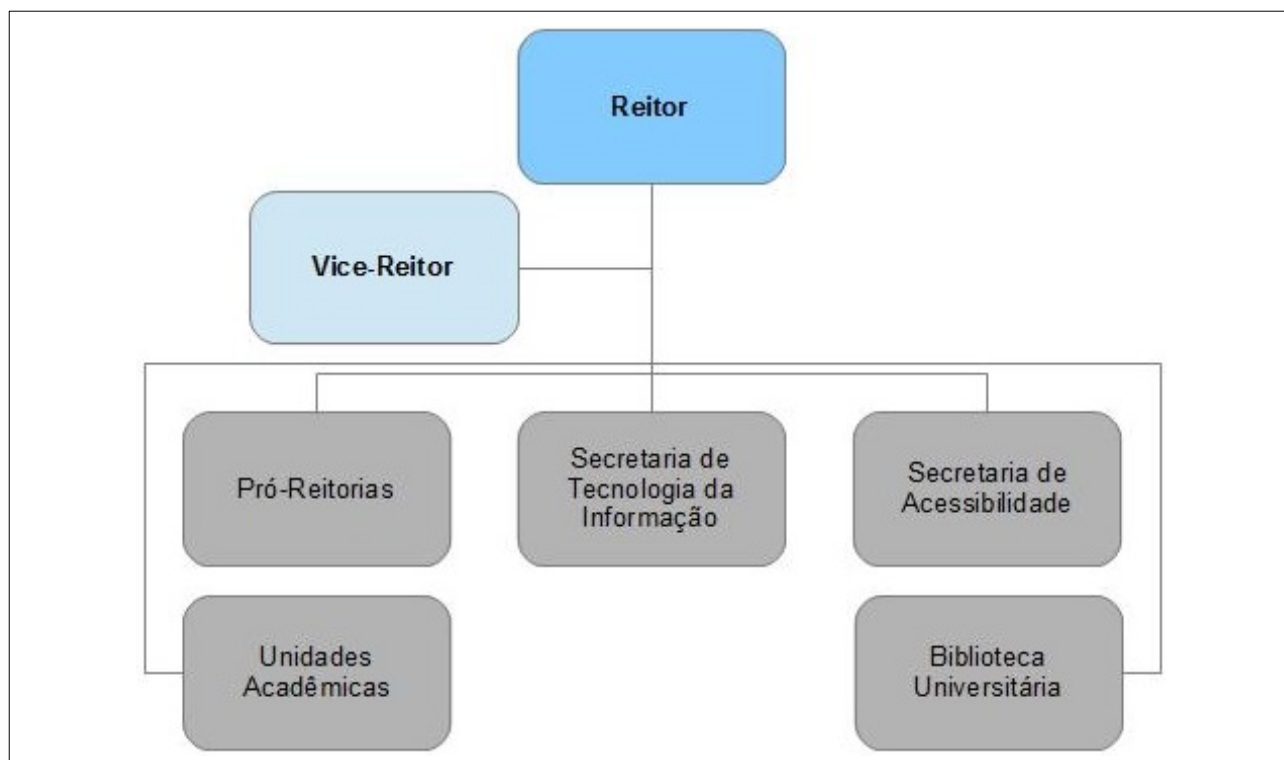 Reitor
Vice-Reitor
Pró-Reitorias
Secretaria de
Tecnologia da
Informação
Secretaria de
Acessibilidade
Unidades
Acadêmicas
Biblioteca
Universitária